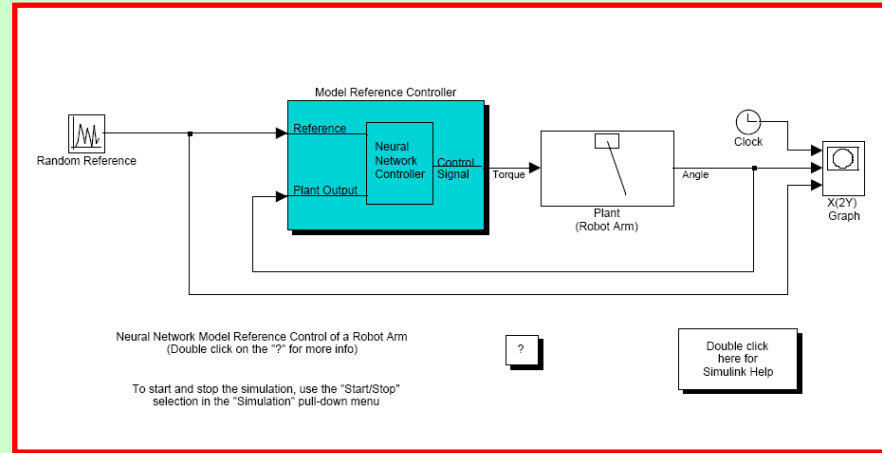 Model Reference Controller
Random Reference
Reference
Neural
Network
Controller
Control
Signal
Plant Output
Torque
Plant
(Robot Arm)
Angle
Clock
X(2Y)
Graph
Neural Network Model Reference Control of a Robot Arm
(Double click on the "?" for more info)
?
Double click
here for
Simulink Help
To start and stop the simulation, use the "Start/Stop"
selection in the "Simulation" pull-down menu